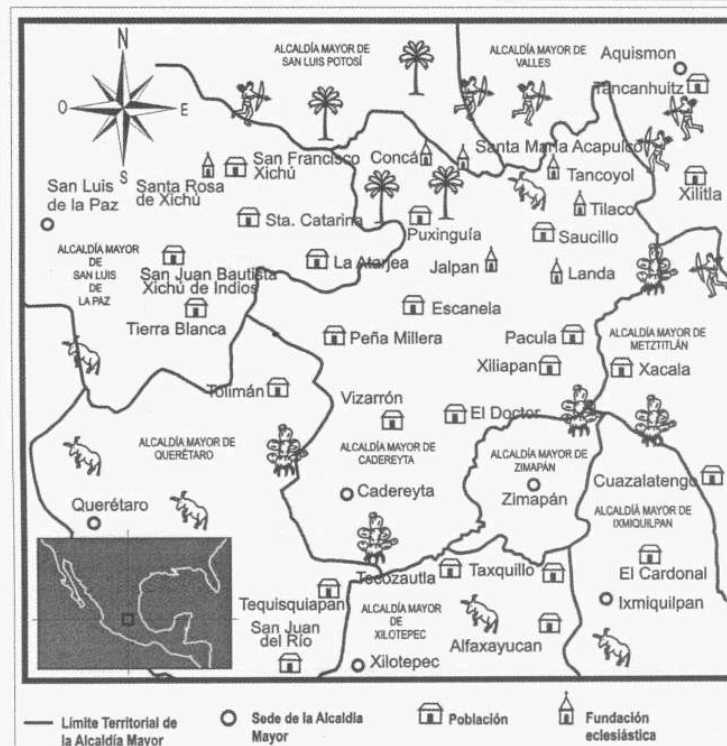 N
O
E
S
ALCALDÍA MAYOR DE
SAN LUIS POTOSÍ
ALCALDÍA MAYOR DE
VALLES
Aquismon
Tancanhuitz
San Francisco
Xichú
Concá
Santa María Acapulco
Santa Rosa
de Xichú
San Luis
de la Paz
Tancoyol
Xilitla
Tilaco
Sta. Catarina
Puxinguía
Saucillo
ALCALDÍA MAYOR
DE
SAN LUIS
DE
LA PAZ
San Juan Bautista
Xichú de Indios
La Atarjea
Jalpan
Landa
Tierra Blanca
Escanela
Peña Millera
Pacula
ALCALDÍA MAYOR DE
METZTITLÁN
Xiliapan
Xacala
Tolimán
Vizarrón
El Doctor
ALCALDÍA MAYOR DE
QUERÉTARO
ALCALDÍA MAYOR DE
CADEREYTA
ALCALDÍA MAYOR DE
ZIMAPÁN
Cuazalatengo
Querétaro
Cadereyta
Zimapán
ALCALDÍA MAYOR DE
IXMIQUILPAN
Tecozautla
Taxquillo
El Cardonal
Tequisquiapan
ALCALDÍA MAYOR
DE
XILOTEPEC
Ixmiquilpan
San Juan
del Río
Alfaxayucan
Xilotepec
Límite Territorial de
la Alcaldía Mayor
Sede de la Alcaldia
Mayor
Población
Fundación
eclesiástica